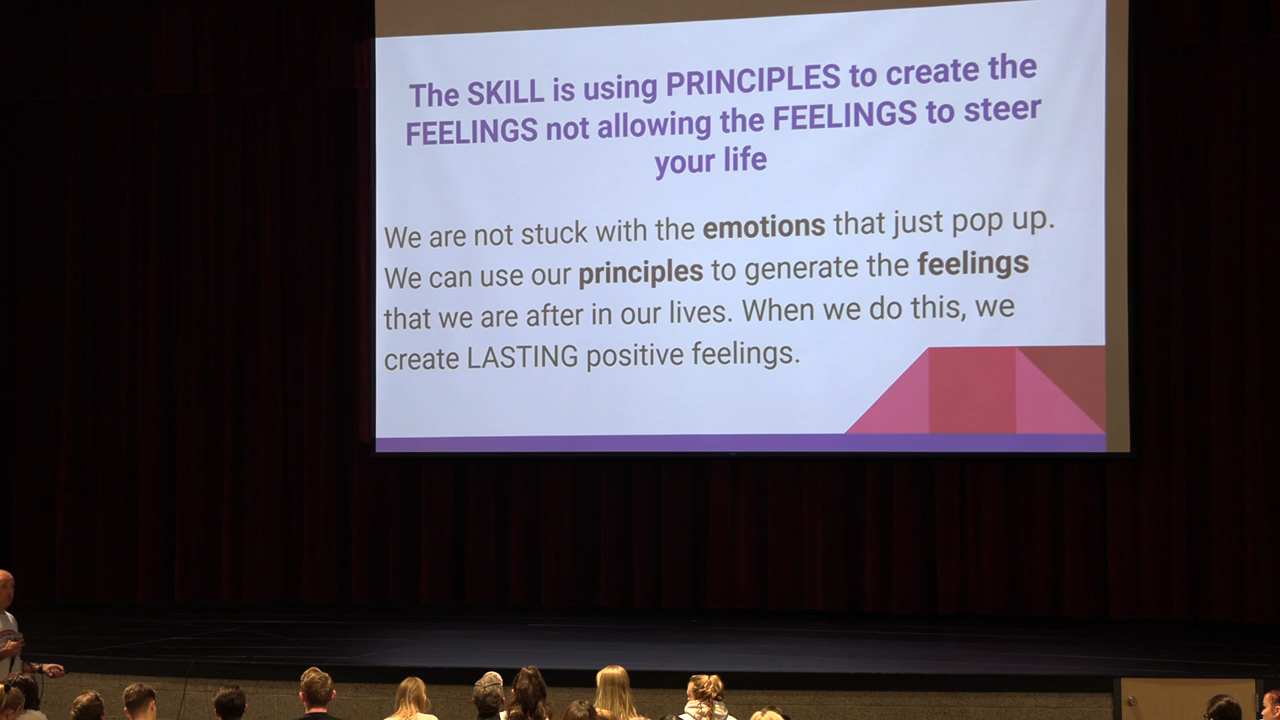 The SKILL is using PRINCIPLES to create the
FEELINGS not allowing the FEELINGS to steer
your life
We are not stuck with the emotions that just pop up.
We can use our principles to generate the feelings
that we are after in our lives. When we do this, we
create LASTING positive feelings.